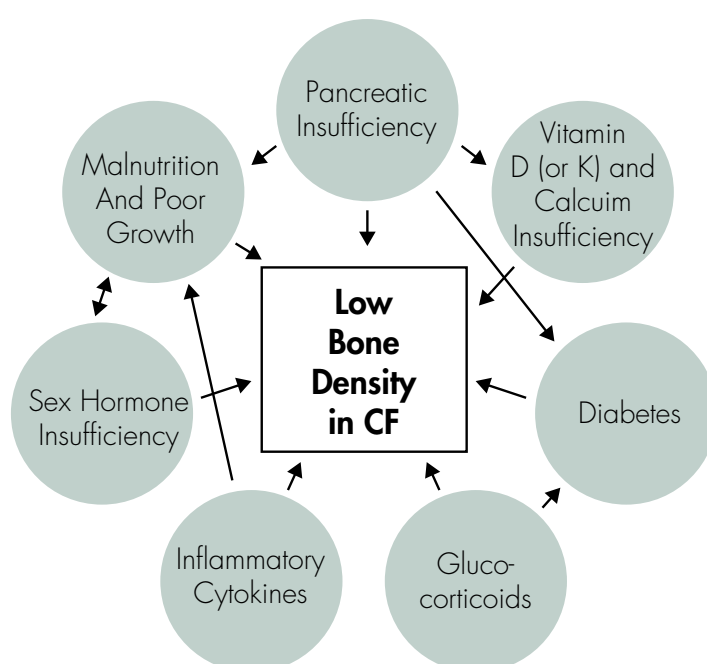 Pancreatic
Insufficiency
Malnutrition
And Poor
Growth
Vitamin
D (or K) and
Calcuim
Insufficiency
Low
Bone
Density
in CF
Sex Hormone
Insufficiency
Diabetes
Inflammatory
Cytokines
Gluco-
corticoids